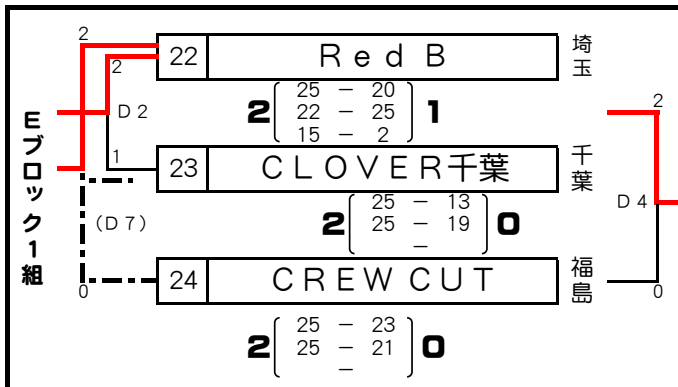 2
22 Red B 埼玉
2
2 25 － 20 1
22 － 25
15 － 2
D2
2
Eブロック1組
1
23 CLOVER千葉 千葉
D4
(D7)
2 25 － 13 0
25 － 19
－
24 CREW CUT 福島
0
0
2 25 － 23 0
25 － 21
－